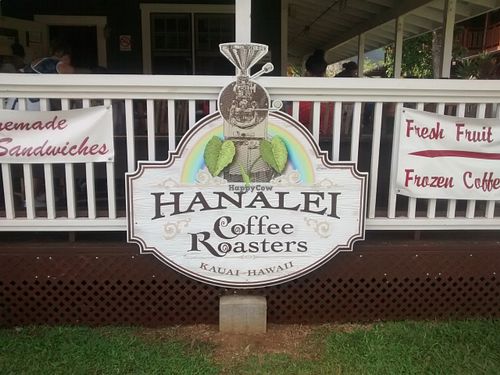 emade
Sandwiches
HappyCow
HANALEI
Coffee
Roasters
KAUAI HAWAII
Fresh Fruit
Frozen Coffe